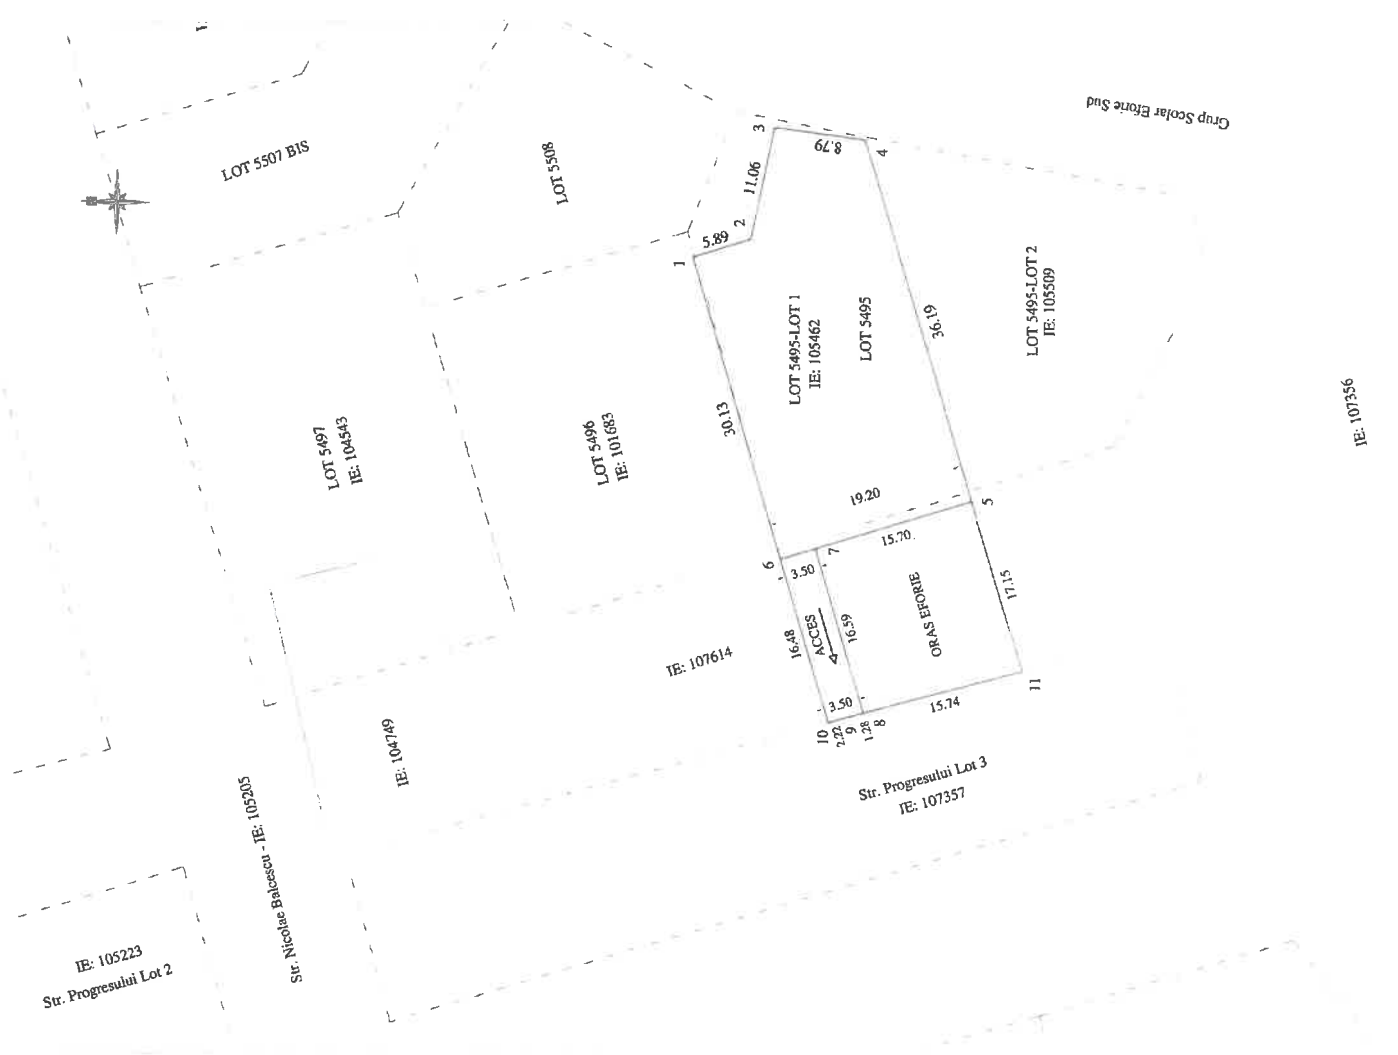 Grup Scolar Eforie Sud
LOT 5507 BIS
LOT 5508
3
8.79
4
11.06
2
5.89
1
LOT 5495-LOT 1
IE: 105462
LOT 5495
36.19
LOT 5495-LOT 2
IE: 105509
30.13
IE: 107356
LOT 5497
IE: 104543
LOT 5496
IE: 101683
19.20
5
15.70
7
6
3.50
16.48
ACCES
16.59
ORAS EFORIE
17.15
IE: 107614
11
3.50
15.74
10
2.22
9
1.28
8
IE: 104749
Str. Progresului Lot 3
IE: 107357
Str. Nicolae Balcescu - IE: 105205
IE: 105223
Str. Progresului Lot 2